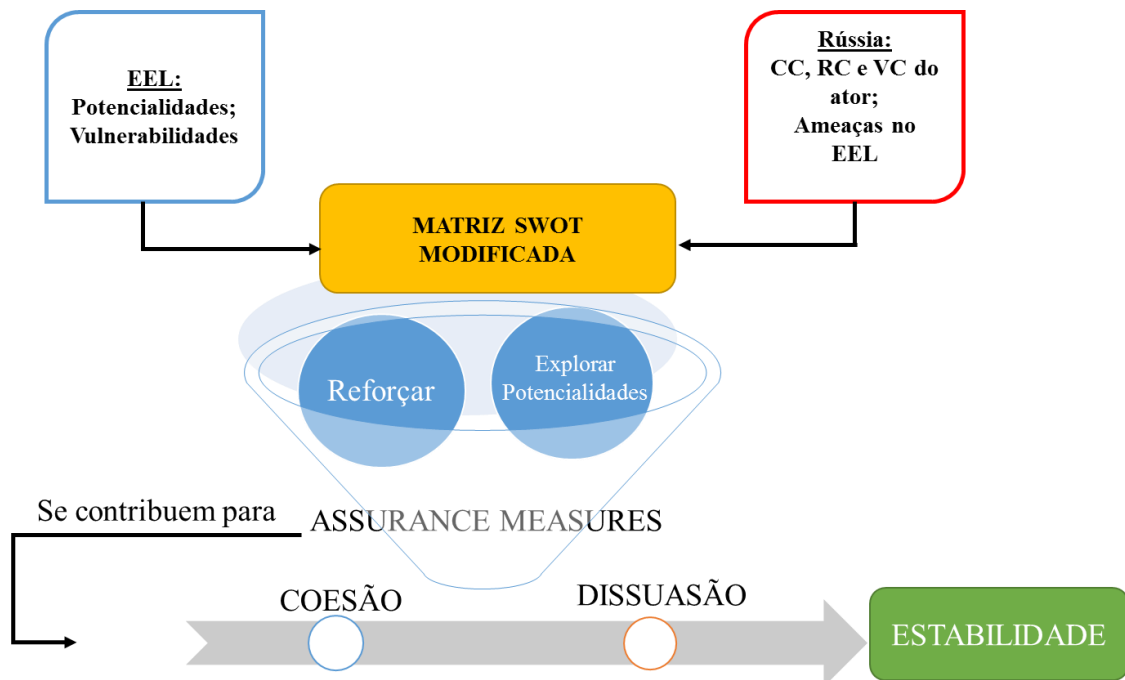 EEL:
Potencialidades;
Vulnerabilidades
Rússia:
CC, RC e VC do
ator;
Ameaças no
EEL
MATRIZ SWOT
MODIFICADA
Reforçar
Explorar
Potencialidades
Se contribuem para
ASSURANCE MEASURES
COESÃO
DISSUASÃO
ESTABILIDADE